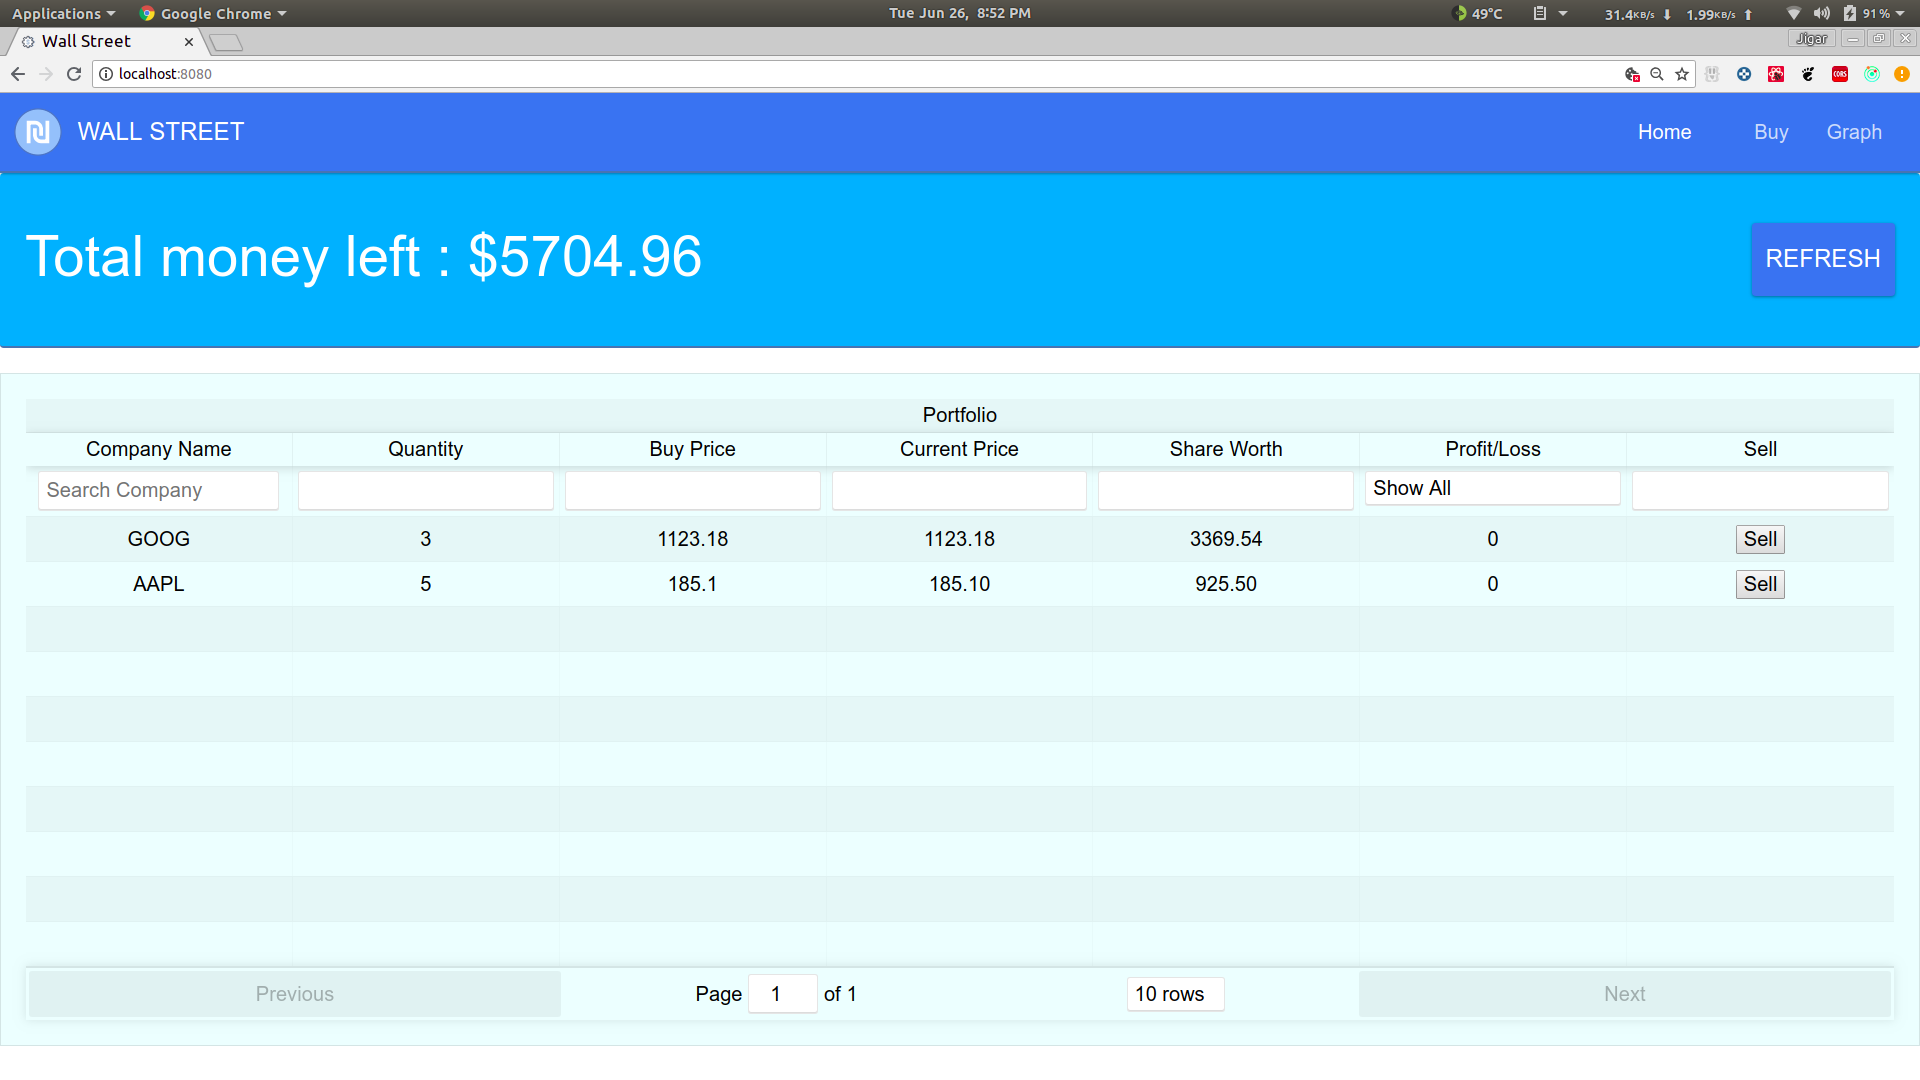 Applications Google Chrome Tue Jun 26, 8:52 PM 49°C 31.4KB/s 1.99KB/s 91 %
Wall Street Jigar
localhost:8080 CORS
WALL STREET Home Buy Graph
Total money left : $5704.96 REFRESH
Portfolio
Company Name Quantity Buy Price Current Price Share Worth Profit/Loss Sell
Search Company Show All
GOOG 3 1123.18 1123.18 3369.54 0 Sell
AAPL 5 185.1 185.10 925.50 0 Sell
Previous Page 1 of 1 10 rows Next